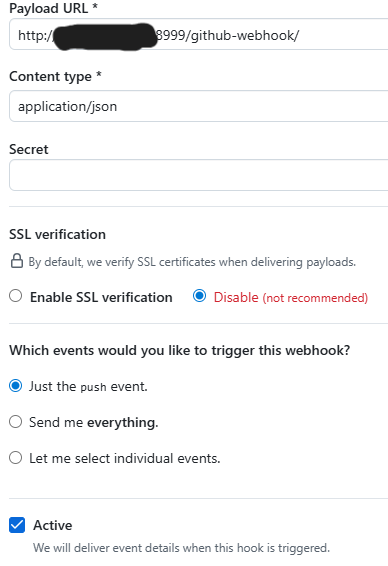 Payload URL *
http:/ 8999/github-webhook/
Content type *
application/json
Secret
SSL verification
By default, we verify SSL certificates when delivering payloads.
Enable SSL verification Disable (not recommended)
Which events would you like to trigger this webhook?
Just the push event.
Send me everything.
Let me select individual events.
Active
We will deliver event details when this hook is triggered.